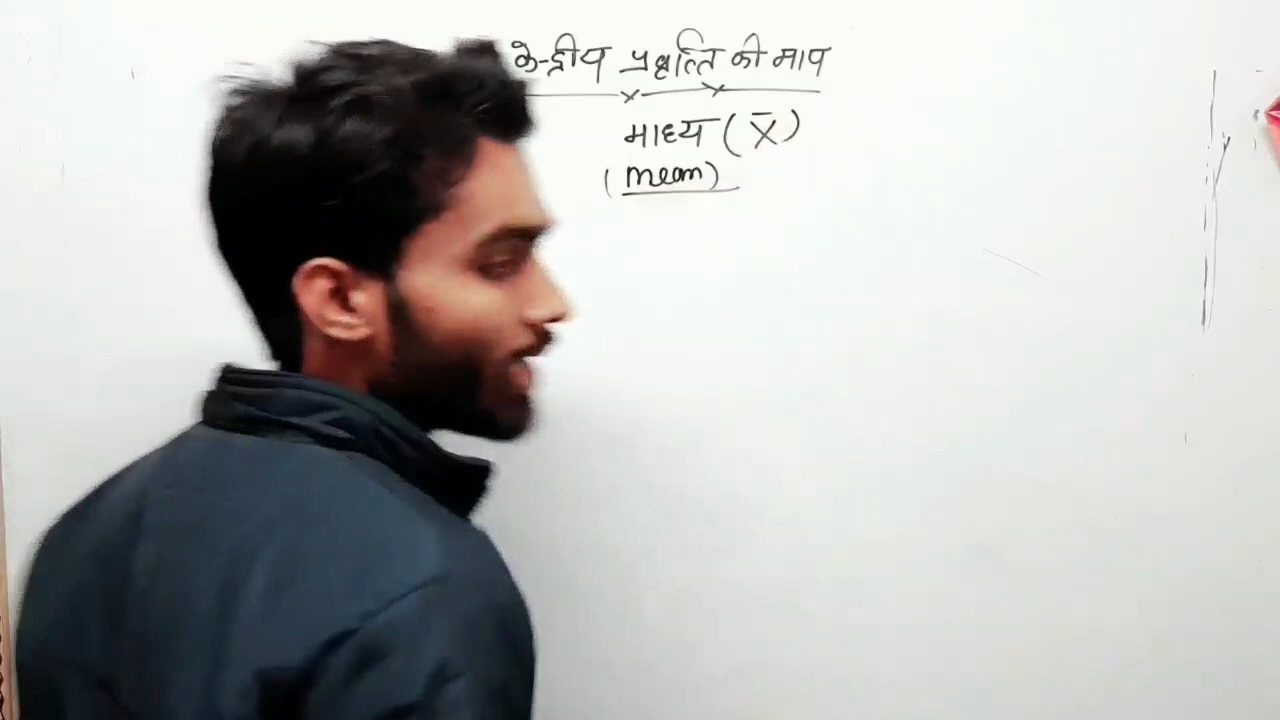 केन्द्रीय प्रवृत्ति की माप
माध्य ( X̄ )
(mean)